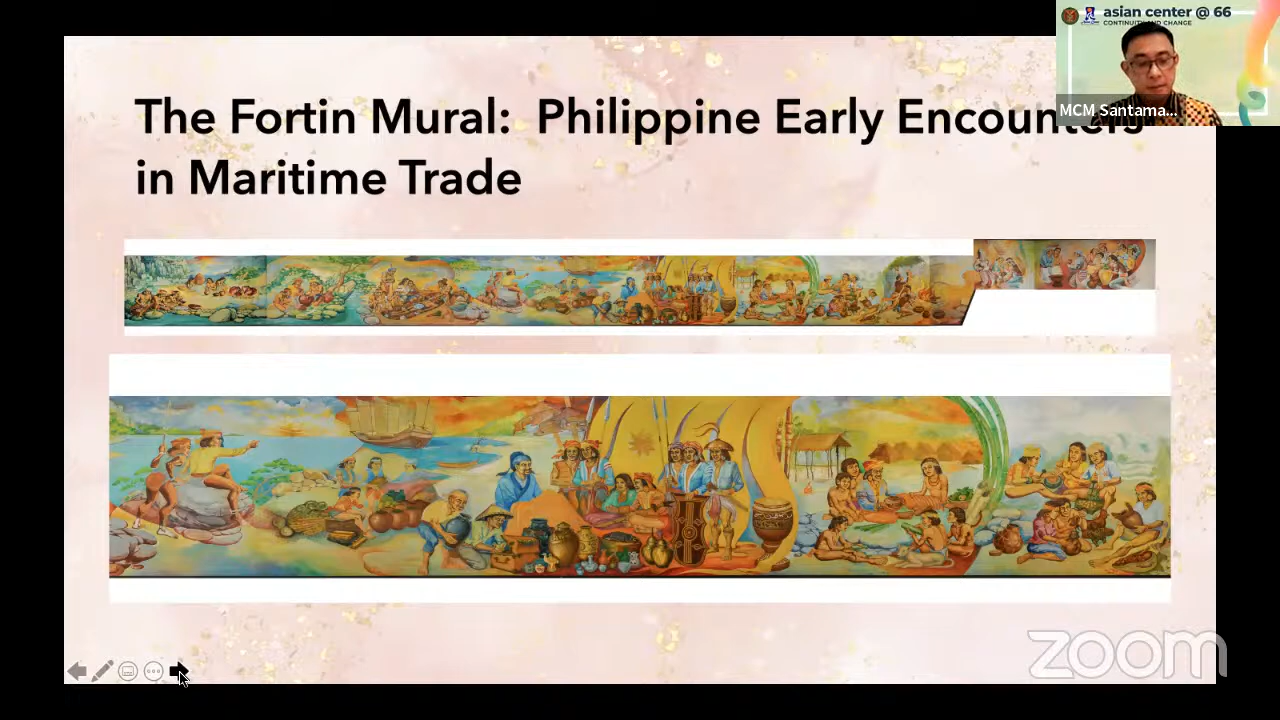 asian center @ 66
CONTINUITY AND CHANGE
MCM Santama...
The Fortin Mural: Philippine Early Encounters
in Maritime Trade
zoom